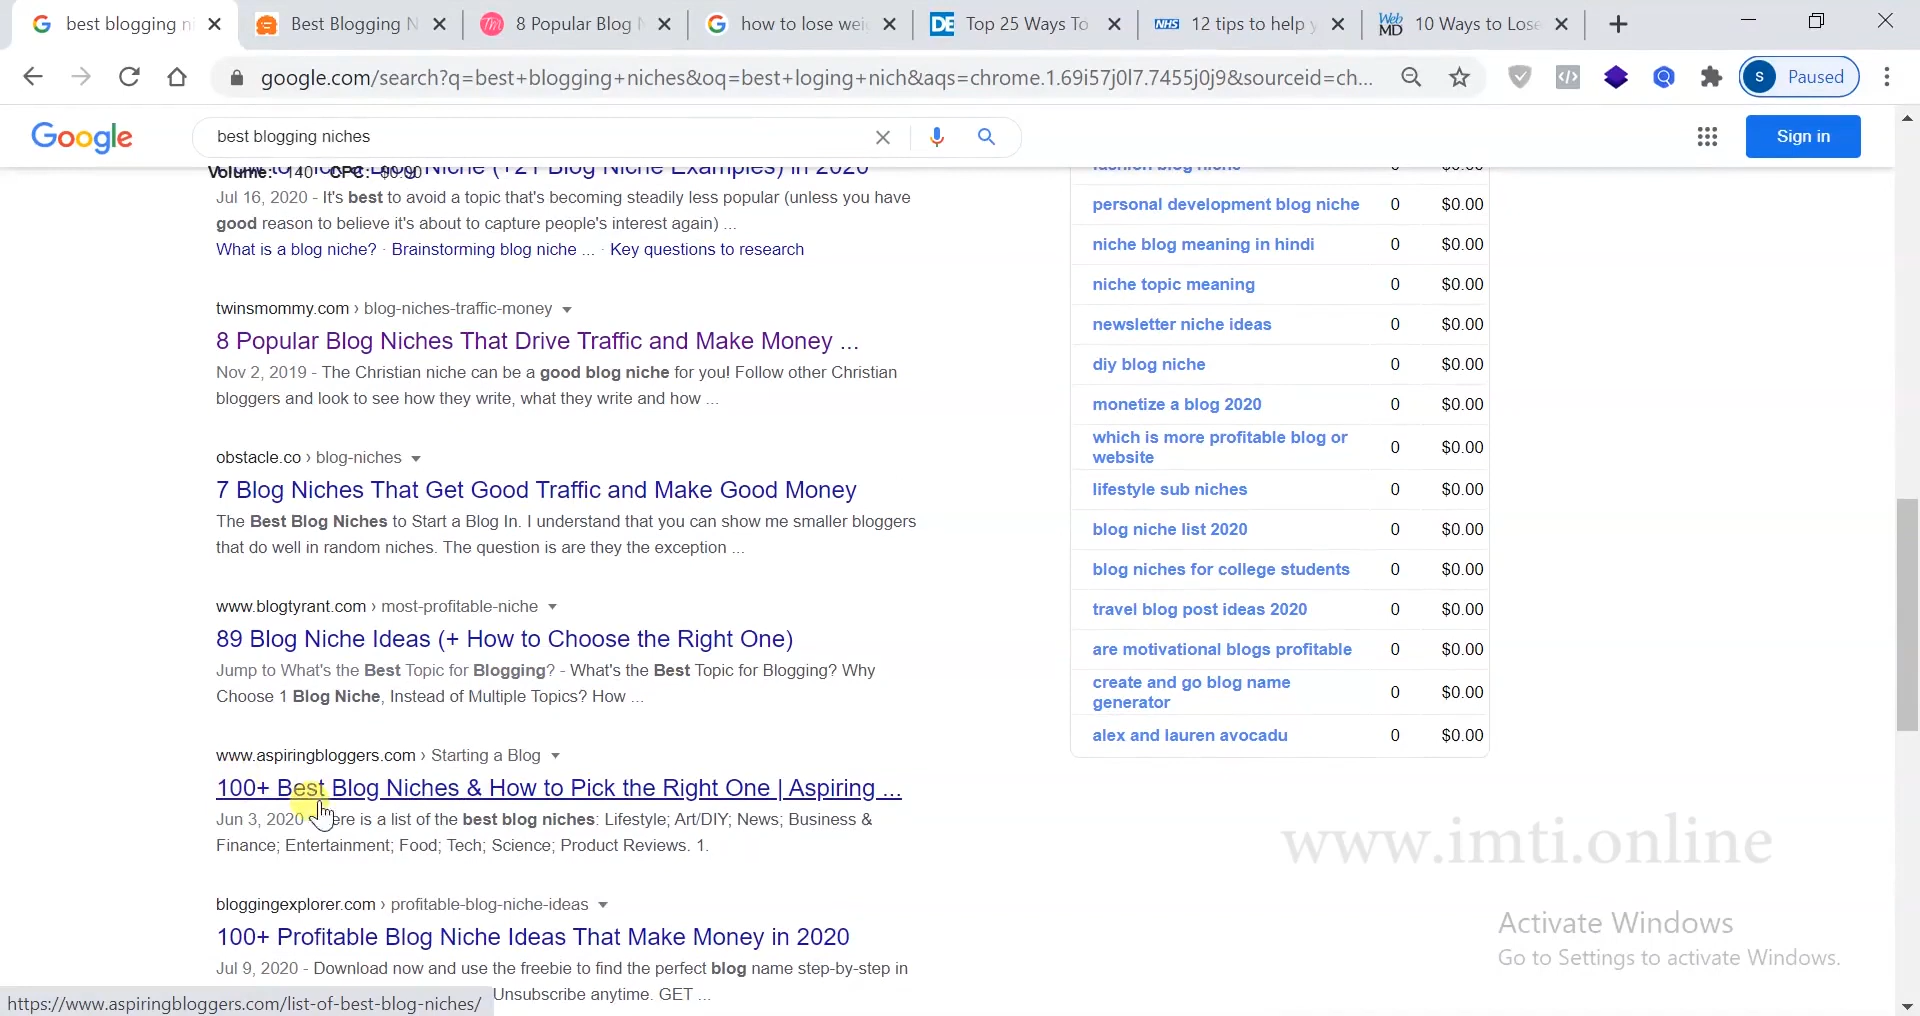 best blogging ni
Best Blogging N
8 Popular Blog N
how to lose wei
Top 25 Ways To
12 tips to help y
10 Ways to Lose
google.com/search?q=best+blogging+niches&oq=best+loging+nich&aqs=chrome.1.69i57j0l7.7455j0j9&sourceid=ch...
S Paused
Google
best blogging niches
Sign in
Volume: 140 CPC: $0.00
Niche (+21 Blog Niche Examples) in 2020
Jul 16, 2020 - It's best to avoid a topic that's becoming steadily less popular (unless you have
good reason to believe it's about to capture people's interest again) ...
What is a blog niche? · Brainstorming blog niche ... · Key questions to research
twinsmommy.com › blog-niches-traffic-money
8 Popular Blog Niches That Drive Traffic and Make Money ...
Nov 2, 2019 - The Christian niche can be a good blog niche for you! Follow other Christian
bloggers and look to see how they write, what they write and how ...
obstacle.co › blog-niches
7 Blog Niches That Get Good Traffic and Make Good Money
The Best Blog Niches to Start a Blog In. I understand that you can show me smaller bloggers
that do well in random niches. The question is are they the exception ...
www.blogtyrant.com › most-profitable-niche
89 Blog Niche Ideas (+ How to Choose the Right One)
Jump to What's the Best Topic for Blogging? - What's the Best Topic for Blogging? Why
Choose 1 Blog Niche, Instead of Multiple Topics? How ...
www.aspiringbloggers.com › Starting a Blog
100+ Best Blog Niches & How to Pick the Right One | Aspiring ...
Jun 3, 2020 ere is a list of the best blog niches: Lifestyle; Art/DIY; News; Business &
Finance; Entertainment; Food; Tech; Science; Product Reviews. 1.
bloggingexplorer.com › profitable-blog-niche-ideas
100+ Profitable Blog Niche Ideas That Make Money in 2020
Jul 9, 2020 - Download now and use the freebie to find the perfect blog name step-by-step in
Unsubscribe anytime. GET ...
https://www.aspiringbloggers.com/list-of-best-blog-niches/
fashion blog niche 0 $0.00
personal development blog niche 0 $0.00
niche blog meaning in hindi 0 $0.00
niche topic meaning 0 $0.00
newsletter niche ideas 0 $0.00
diy blog niche 0 $0.00
monetize a blog 2020 0 $0.00
which is more profitable blog or
website 0 $0.00
lifestyle sub niches 0 $0.00
blog niche list 2020 0 $0.00
blog niches for college students 0 $0.00
travel blog post ideas 2020 0 $0.00
are motivational blogs profitable 0 $0.00
create and go blog name
generator 0 $0.00
alex and lauren avocadu 0 $0.00
www.imti.online
Activate Windows
Go to Settings to activate Windows.